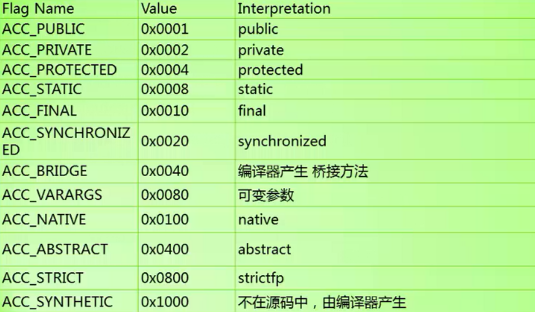 Flag Name Value Interpretation
ACC_PUBLIC 0x0001 public
ACC_PRIVATE 0x0002 private
ACC_PROTECTED 0x0004 protected
ACC_STATIC 0x0008 static
ACC_FINAL 0x0010 final
ACC_SYNCHRONIZ
ED 0x0020 synchronized
ACC_BRIDGE 0x0040 编译器产生 桥接方法
ACC_VARARGS 0x0080 可变参数
ACC_NATIVE 0x0100 native
ACC_ABSTRACT 0x0400 abstract
ACC_STRICT 0x0800 strictfp
ACC_SYNTHETIC 0x1000 不在源码中，由编译器产生